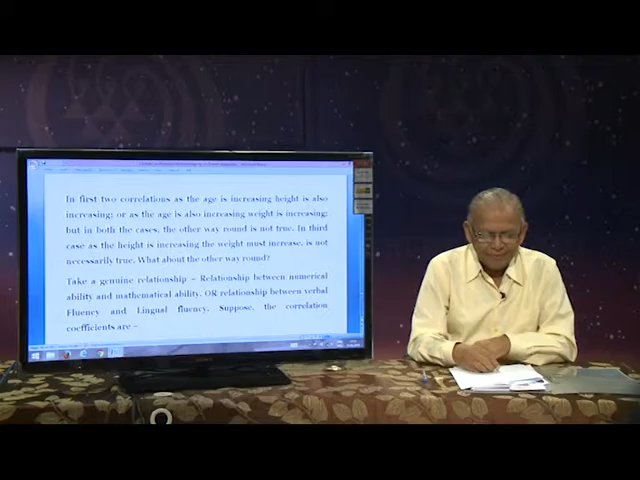 In first two correlations as the age is increasing height is also
increasing; or as the age is also increasing weight is increasing;
but in both the cases, the other way round is not true. In third
case as the height is increasing the weight must increase, is not
necessarily true. What about the other way round?
Take a genuine relationship – Relationship between numerical
ability and mathematical ability. OR relationship between verbal
Fluency and Lingual fluency. Suppose, the correlation
coefficients are –